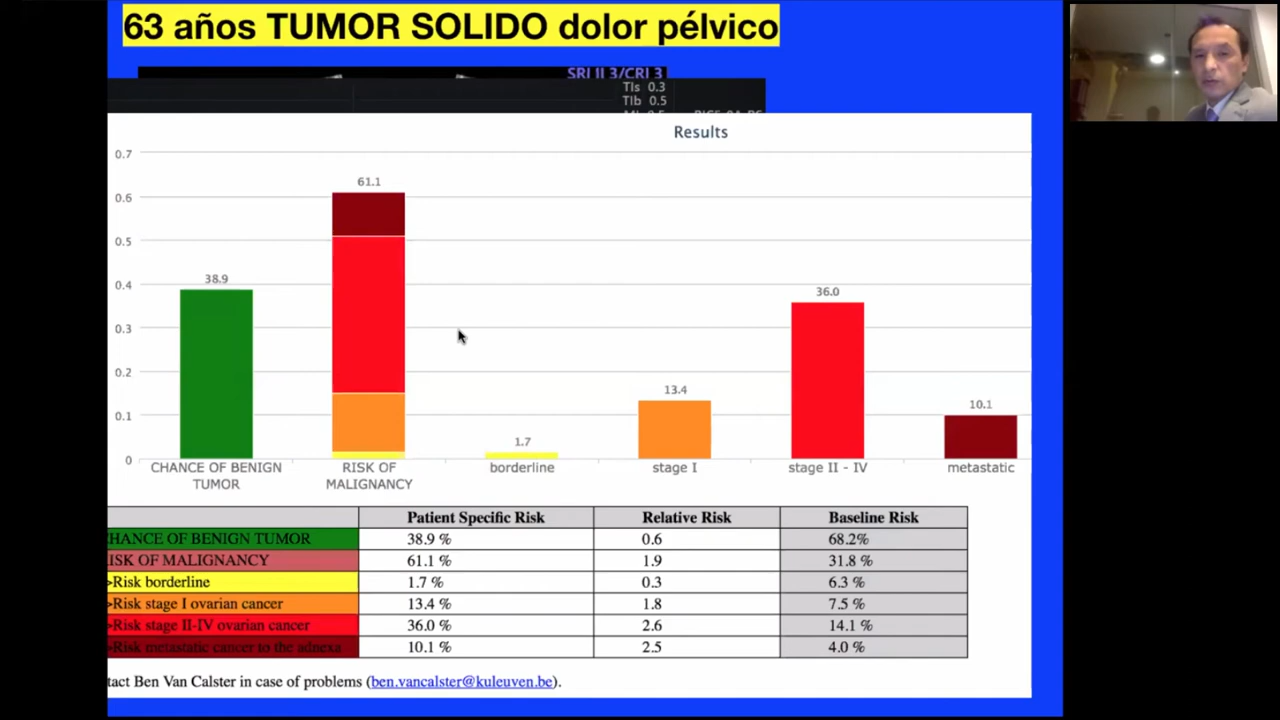 63 años TUMOR SOLIDO dolor pélvico
SRI II 3/CRI 3
TIs 0.3
TIb 0.5
Results
0.7
0.6
0.5
0.4
0.3
0.2
0.1
0
38.9
61.1
1.7
13.4
36.0
10.1
CHANCE OF BENIGN
TUMOR
RISK OF
MALIGNANCY
borderline
stage I
stage II - IV
metastatic
Patient Specific Risk Relative Risk Baseline Risk
HANCE OF BENIGN TUMOR 38.9 % 0.6 68.2%
ISK OF MALIGNANCY 61.1 % 1.9 31.8 %
>Risk borderline 1.7 % 0.3 6.3 %
>Risk stage I ovarian cancer 13.4 % 1.8 7.5 %
>Risk stage II-IV ovarian cancer 36.0 % 2.6 14.1 %
>Risk metastatic cancer to the adnexa 10.1 % 2.5 4.0 %
tact Ben Van Calster in case of problems (ben.vancalster@kuleuven.be).